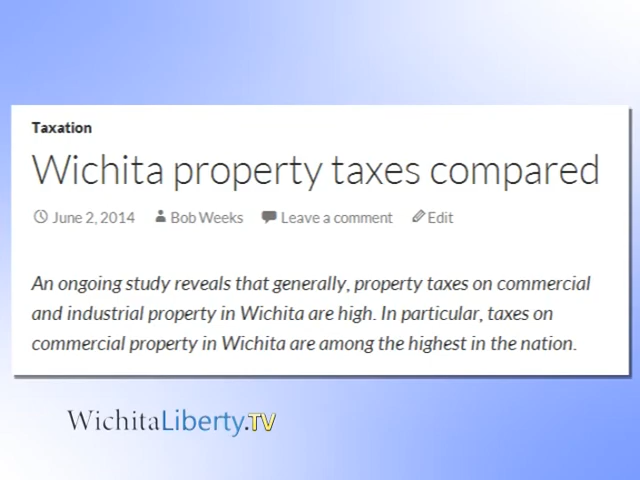 Taxation
Wichita property taxes compared
June 2, 2014 Bob Weeks Leave a comment Edit
An ongoing study reveals that generally, property taxes on commercial
and industrial property in Wichita are high. In particular, taxes on
commercial property in Wichita are among the highest in the nation.
WichitaLiberty.TV